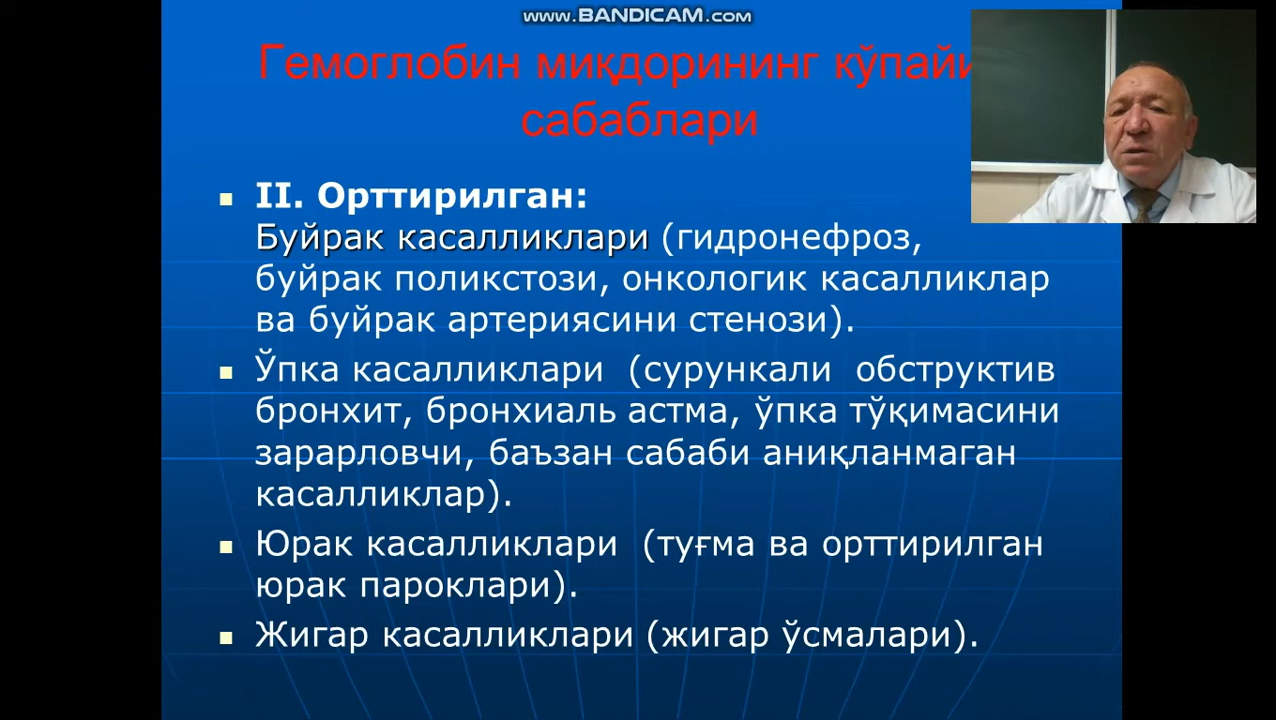 www.BANDICAM.com
Гемоглобин миқдорининг кўпайи
сабаблари
II. Орттирилган:
Буйрак касалликлари (гидронефроз,
буйрак поликстози, онкологик касалликлар
ва буйрак артериясини стенози).
Ўпка касалликлари (сурункали обструктив
бронхит, бронхиаль астма, ўпка тўқимасини
зарарловчи, баъзан сабаби аниқланмаган
касалликлар).
Юрак касалликлари (туғма ва орттирилган
юрак пароклари).
Жигар касалликлари (жигар ўсмалари).